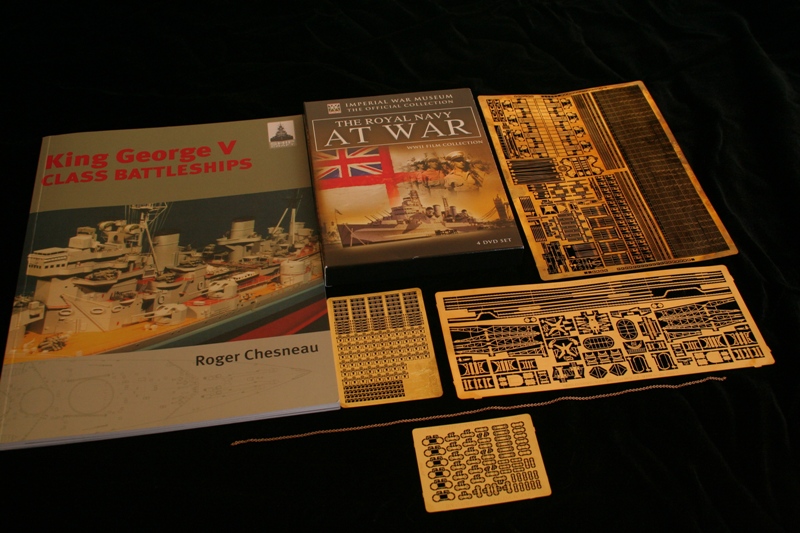 King George V
CLASS BATTLESHIPS
Roger Chesneau
IMPERIAL WAR MUSEUM
THE OFFICIAL COLLECTION
THE ROYAL NAVY
AT WAR
WWII FILM COLLECTION
4 DVD SET